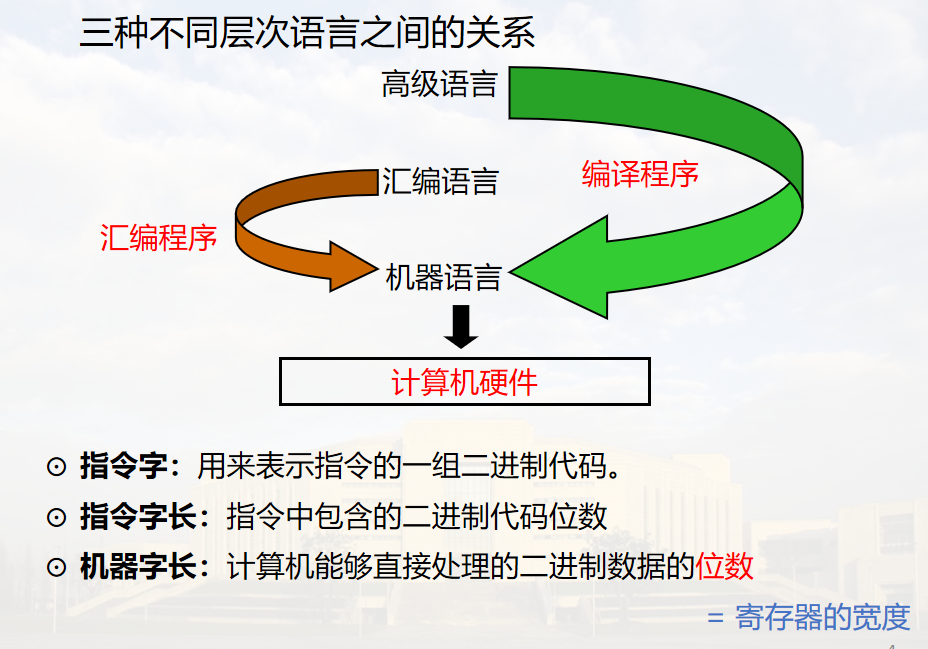 三种不同层次语言之间的关系
高级语言
编译程序
汇编语言
汇编程序
机器语言
计算机硬件
⊙ 指令字：用来表示指令的一组二进制代码。
⊙ 指令字长：指令中包含的二进制代码位数
⊙ 机器字长：计算机能够直接处理的二进制数据的位数
= 寄存器的宽度